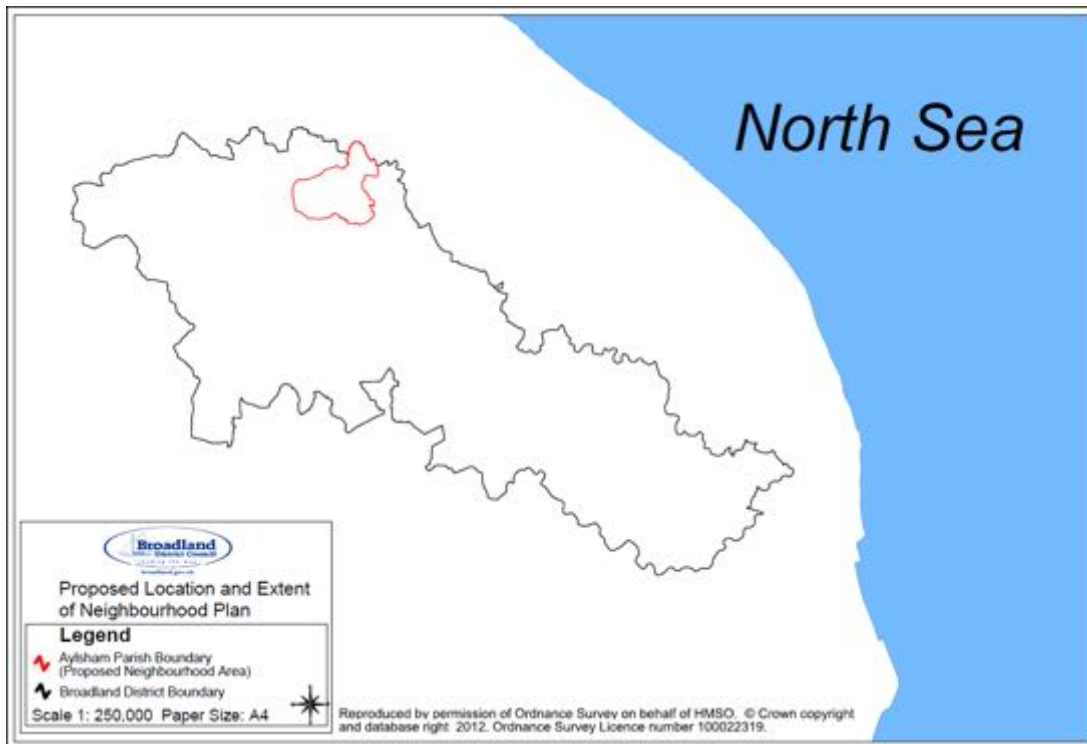 North Sea
Broadland
District Council
Proposed Location and Extent
of Neighbourhood Plan
Legend
Aylsham Parish Boundary
(Proposed Neighbourhood Area)
Broadland District Boundary
Scale 1: 250,000 Paper Size: A4
Reproduced by permission of Ordnance Survey on behalf of HMSO. © Crown copyright
and database right 2012. Ordnance Survey Licence number 100022319.